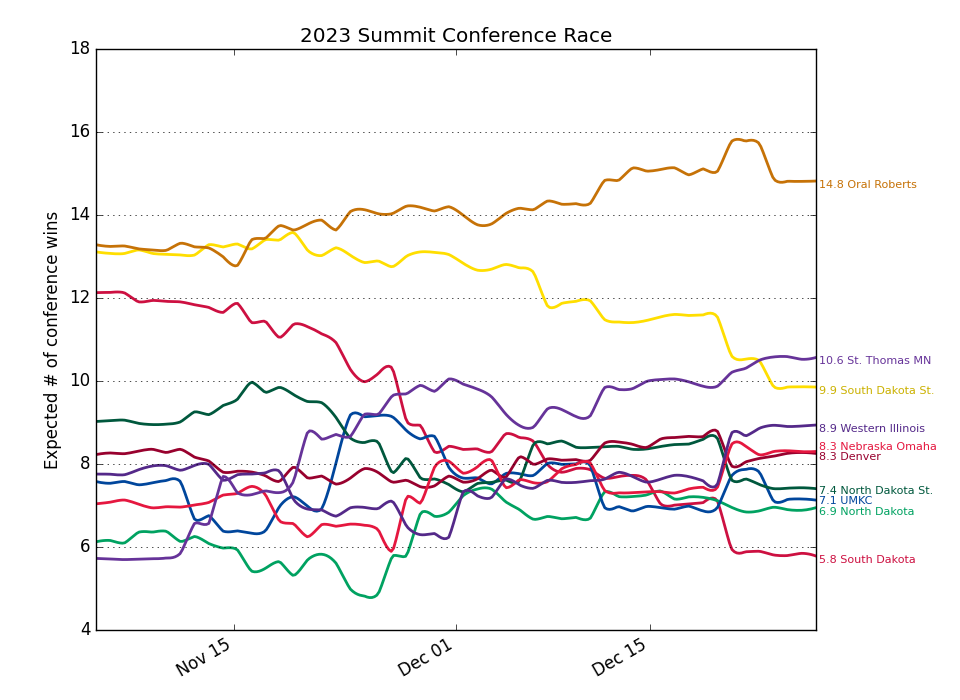 2023 Summit Conference Race
Expected # of conference wins
18
16
14
12
10
8
6
4
Nov 15
Dec 01
Dec 15
14.8 Oral Roberts
10.6 St. Thomas MN
9.9 South Dakota St.
8.9 Western Illinois
8.3 Nebraska Omaha
8.3 Denver
7.4 North Dakota St.
7.1 UMKC
6.9 North Dakota
5.8 South Dakota